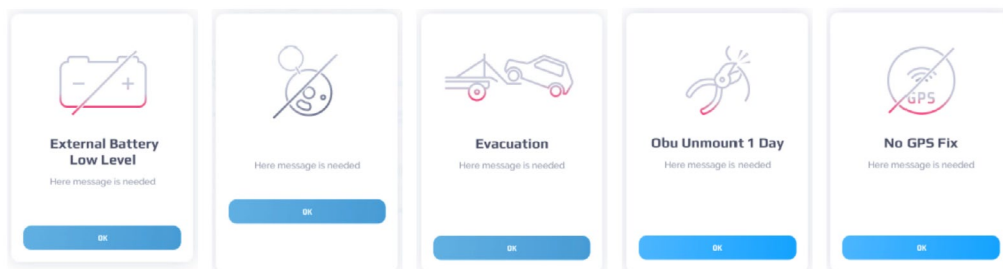 External Battery
Low Level
Here message is needed
OK
Here message is needed
OK
Evacuation
Here message is needed
OK
Obu Unmount 1 Day
Here message is needed
OK
GPS
No GPS Fix
Here message is needed
OK